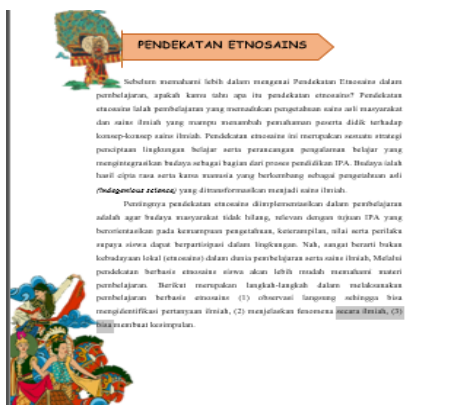 PENDEKATAN ETNOSAINS
Sebelum memahami lebih dalam mengenai Pendekatan Etnosains dalam
pembelajaran, apakah kamu tahu apa itu pendekatan etnosains? Pendekatan
etnosains ialah pembelajaran yang memadukan pengetahuan sains asli masyarakat
dan sains ilmiah yang mampu menambah pemahaman peserta didik terhadap
konsep-konsep sains ilmiah. Pendekatan etnosains ini merupakan sesuatu strategi
penciptaan lingkungan belajar serta perancangan pengalaman belajar yang
mengintegrasikan budaya sebagai bagian dari proses pendidikan IPA. Budaya ialah
hasil cipta rasa serta karsa manusia yang berkembang sebagai pengetahuan asli
(Indegenious science) yang ditransformasikan menjadi sains ilmiah.
Pentingnya pendekatan etnosains diimplementasikan dalam pembelajaran
adalah agar budaya masyarakat tidak hilang, relevan dengan tujuan IPA yang
berorientasikan pada kemampuan pengetahuan, keterampilan, nilai serta perilaku
supaya siswa dapat berpartisipasi dalam lingkungan. Nah, sangat berarti bukan
kebudayaan lokal (etnosains) dalam dunia pembelajaran serta sains ilmiah, Melalui
pendekatan berbasis etnosains siswa akan lebih mudah memahami materi
pembelajaran. Berikut merupakan langkah-langkah dalam melaksanakan
pembelajaran berbasis etnosains (1) observasi langsung sehingga bisa
mengidentifikasi pertanyaan ilmiah, (2) menjelaskan fenomena secara ilmiah, (3)
bisa membuat kesimpulan.